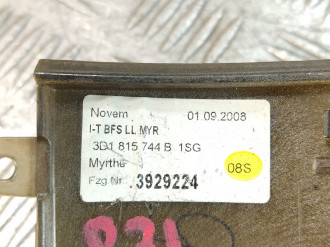 Novem 01.09.2008
I-T BFS LL MYR
3D1 815 744 B 1SG
Myrthe 08S
Fzg Nr. 3929224